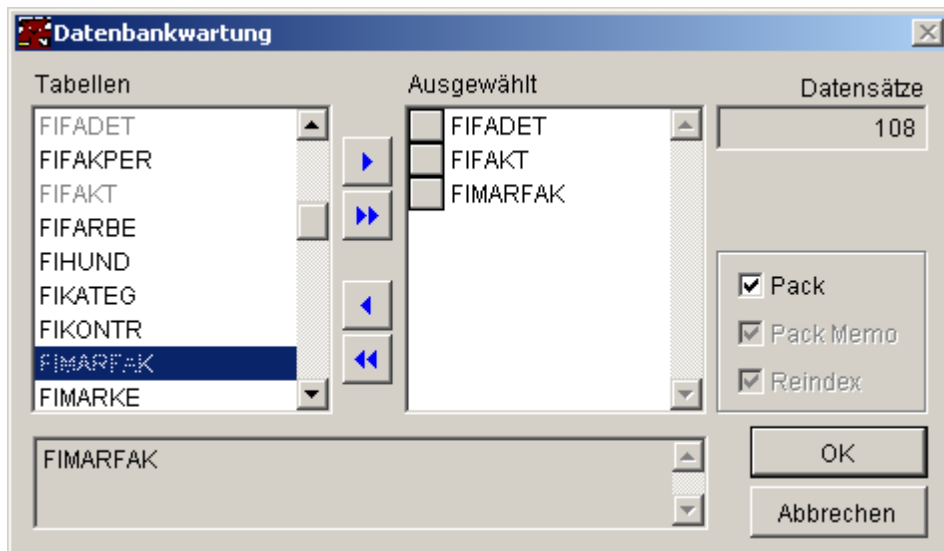 Datenbankwartung
Tabellen
FIFADET
FIFAKPER
FIFAKT
FIFARBE
FIHUND
FIKATEG
FIKONTR
FIMARFAK
FIMARKE
Ausgewählt
FIFADET
FIFAKT
FIMARFAK
Datensätze
108
Pack
Pack Memo
Reindex
FIMARFAK
OK
Abbrechen